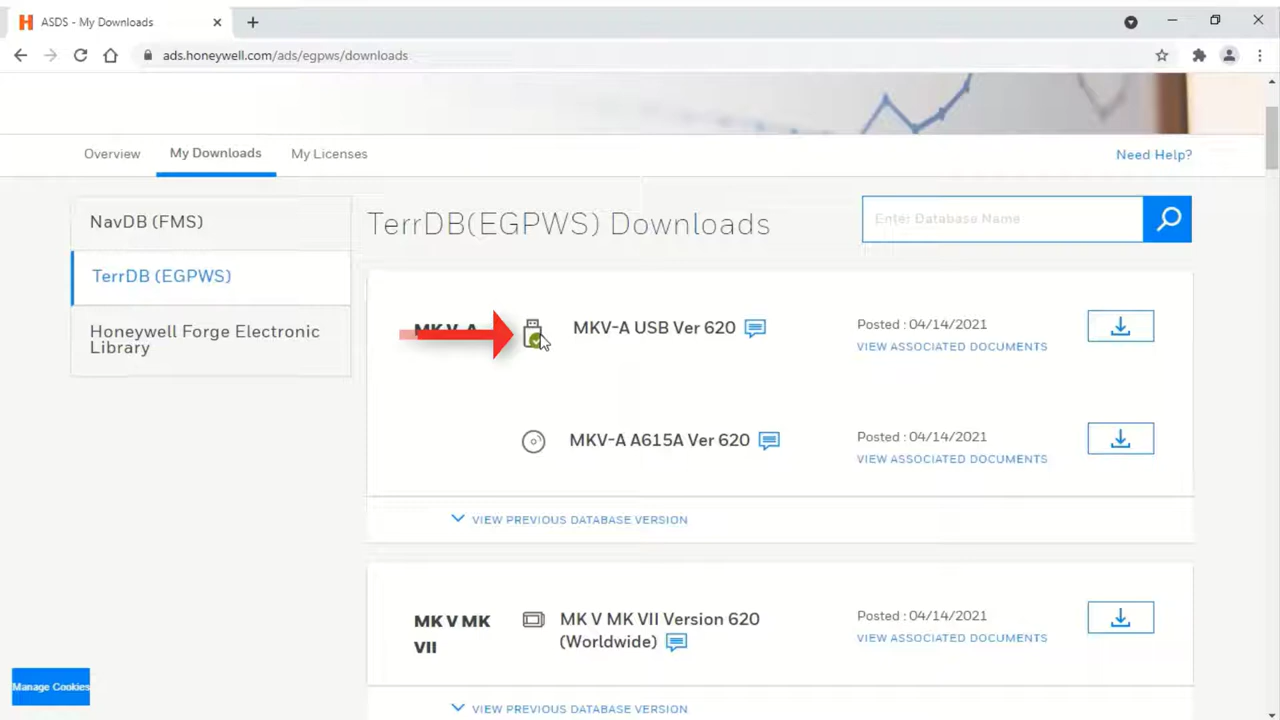 ASDS - My Downloads
ads.honeywell.com/ads/egpws/downloads
Overview My Downloads My Licenses Need Help?
NavDB (FMS)
TerrDB (EGPWS)
Honeywell Forge Electronic
Library
TerrDB(EGPWS) Downloads
Enter Database Name
MKV-A
MKV-A USB Ver 620
Posted : 04/14/2021
VIEW ASSOCIATED DOCUMENTS
MKV-A A615A Ver 620
Posted : 04/14/2021
VIEW ASSOCIATED DOCUMENTS
VIEW PREVIOUS DATABASE VERSION
MK V MK
VII
MK V MK VII Version 620
(Worldwide)
Posted : 04/14/2021
VIEW ASSOCIATED DOCUMENTS
VIEW PREVIOUS DATABASE VERSION
Manage Cookies